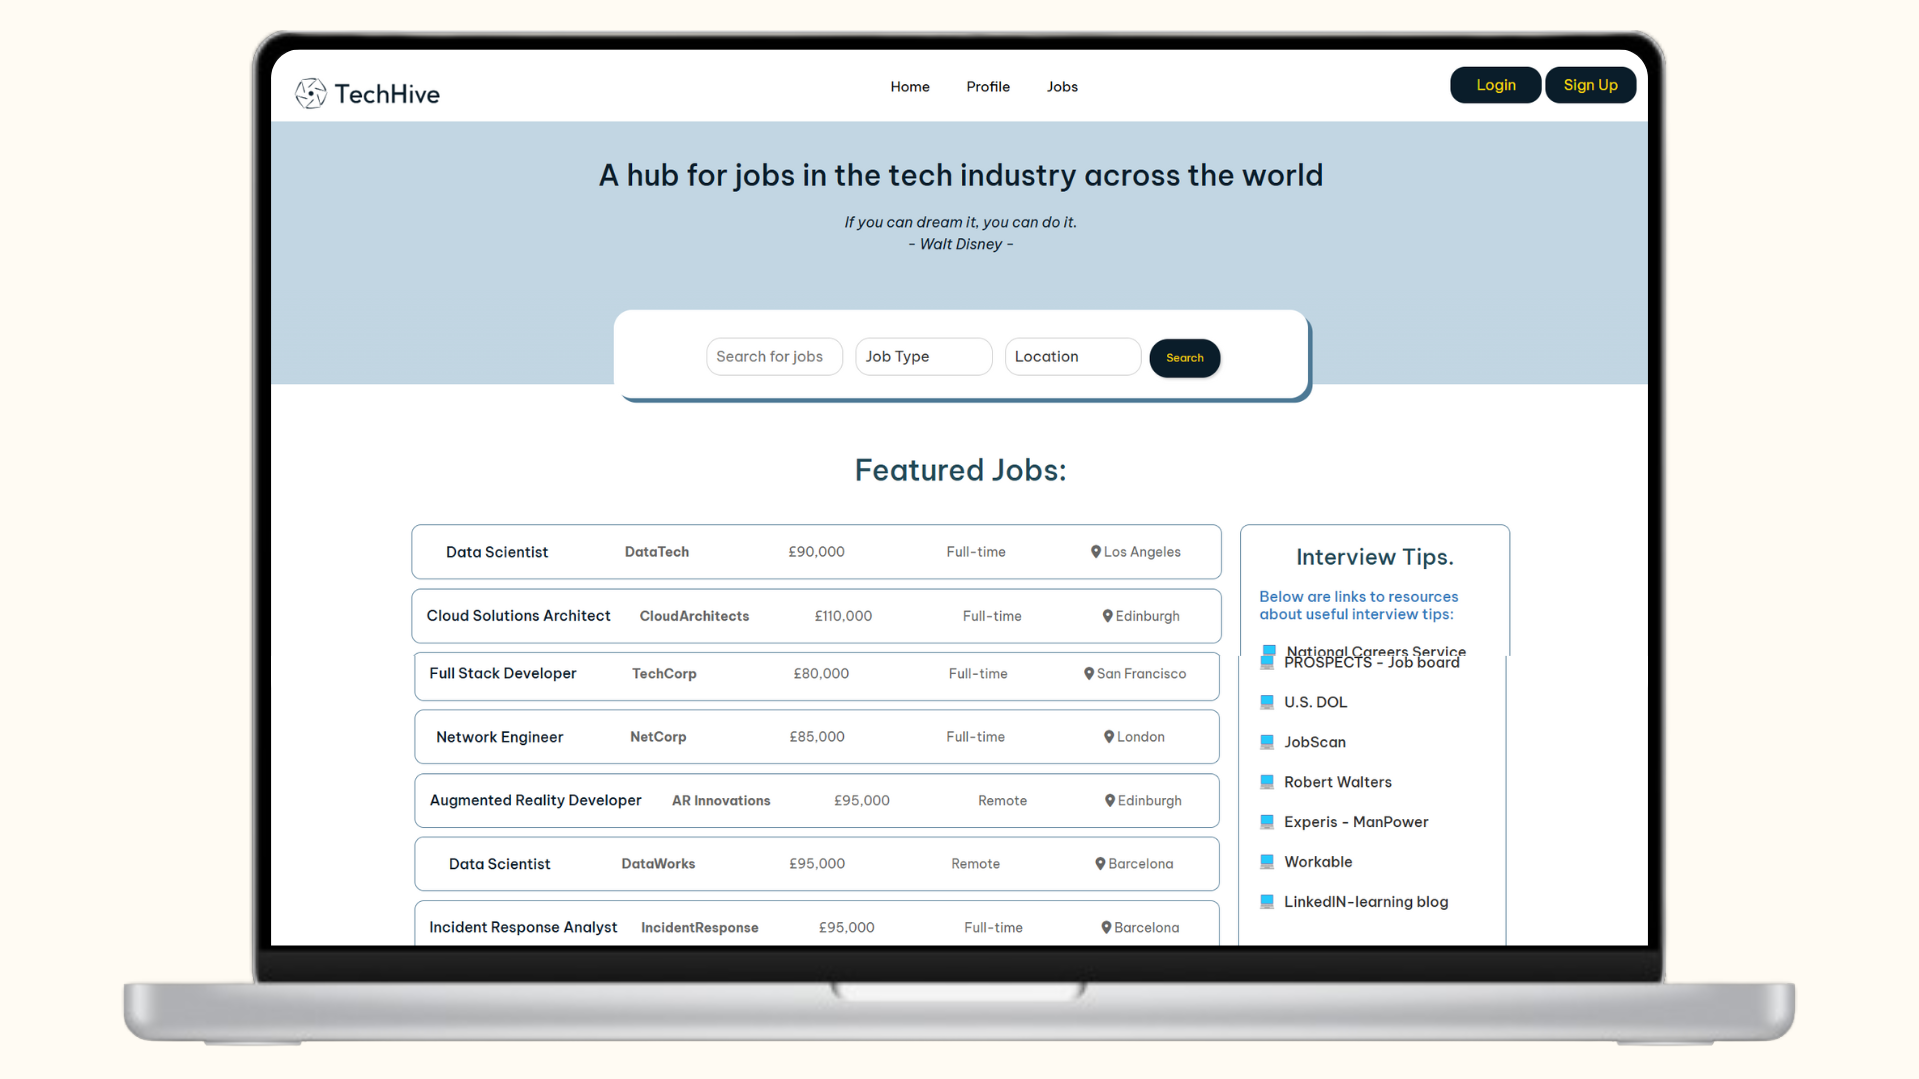 TechHive
Home Profile Jobs
Login Sign Up
A hub for jobs in the tech industry across the world
If you can dream it, you can do it.
- Walt Disney -
Search for jobs Job Type Location Search
Featured Jobs:
Data Scientist DataTech £90,000 Full-time Los Angeles
Cloud Solutions Architect CloudArchitects £110,000 Full-time Edinburgh
Full Stack Developer TechCorp £80,000 Full-time San Francisco
Network Engineer NetCorp £85,000 Full-time London
Augmented Reality Developer AR Innovations £95,000 Remote Edinburgh
Data Scientist DataWorks £95,000 Remote Barcelona
Incident Response Analyst IncidentResponse £95,000 Full-time Barcelona
Interview Tips.
Below are links to resources
about useful interview tips:
National Careers Service
PROSPECTS - Job board
U.S. DOL
JobScan
Robert Walters
Experis - ManPower
Workable
LinkedIN-learning blog